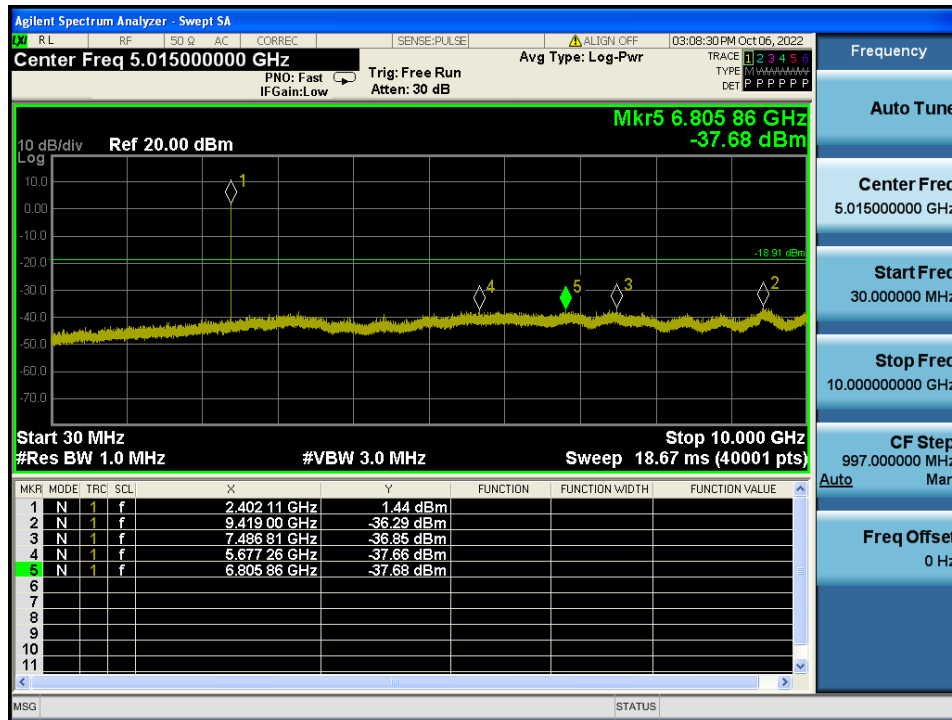 Agilent Spectrum Analyzer - Swept SA
LXI RL RF 50 Ω AC CORREC SENSE:PULSE ALIGN OFF 03:08:30 PM Oct 06, 2022
Center Freq 5.015000000 GHz
PNO: Fast
IFGain:Low
Trig: Free Run
Atten: 30 dB
Avg Type: Log-Pwr
TRACE 1 2 3 4 5 6
TYPE M W W W W W
DET P P P P P P
Mkr5 6.805 86 GHz
-37.68 dBm
10 dB/div Ref 20.00 dBm
Log
10.0
0.00
-10.0
-20.0
-30.0
-40.0
-50.0
-60.0
-70.0
1
-18.91 dBm
4
5
3
2
Start 30 MHz Stop 10.000 GHz
#Res BW 1.0 MHz #VBW 3.0 MHz Sweep 18.67 ms (40001 pts)
MKR MODE TRC SCL X Y FUNCTION FUNCTION WIDTH FUNCTION VALUE
1 N 1 f 2.402 11 GHz 1.44 dBm
2 N 1 f 9.419 00 GHz -36.29 dBm
3 N 1 f 7.486 81 GHz -36.85 dBm
4 N 1 f 5.677 26 GHz -37.66 dBm
5 N 1 f 6.805 86 GHz -37.68 dBm
6
7
8
9
10
11
MSG STATUS
Frequency
Auto Tune
Center Freq
5.015000000 GHz
Start Freq
30.000000 MHz
Stop Freq
10.000000000 GHz
CF Step
997.000000 MHz
Auto Man
Freq Offset
0 Hz